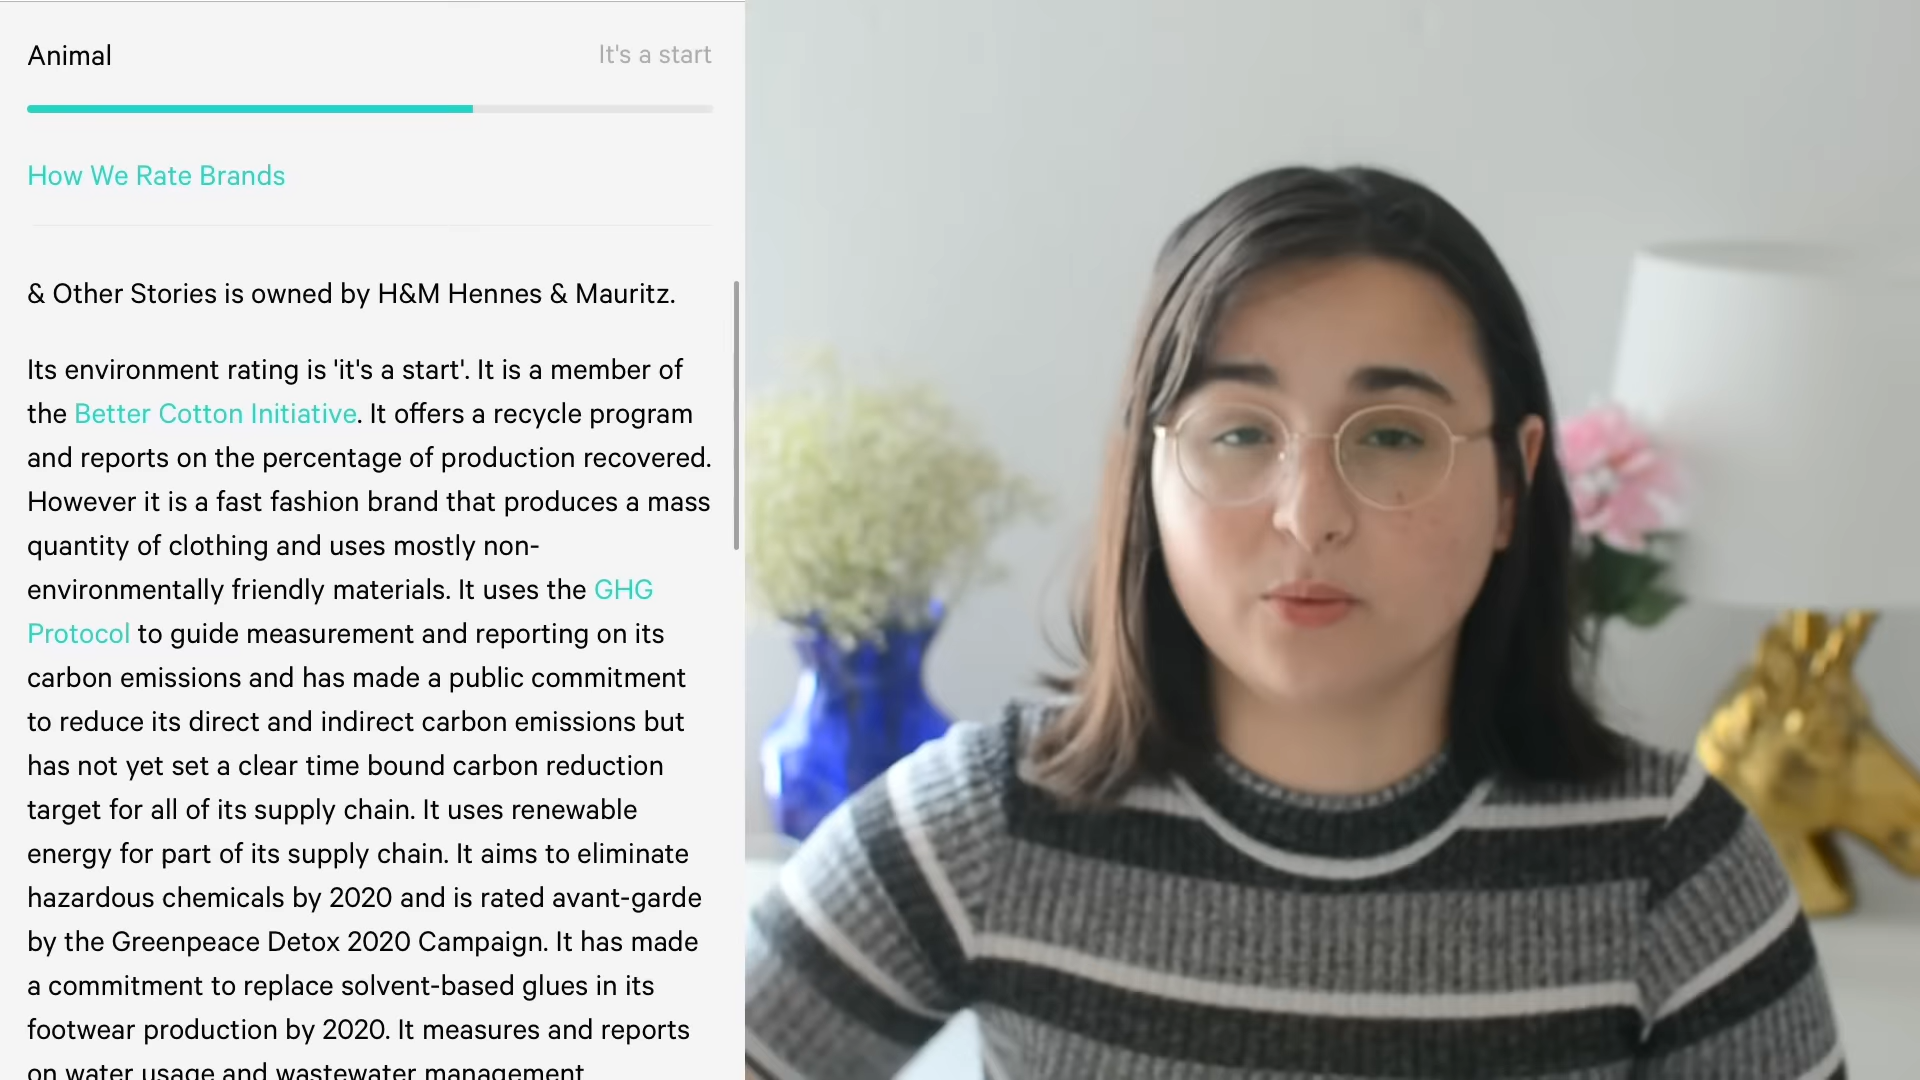 Animal
It's a start
How We Rate Brands
& Other Stories is owned by H&M Hennes & Mauritz.
Its environment rating is 'it's a start'. It is a member of
the Better Cotton Initiative. It offers a recycle program
and reports on the percentage of production recovered.
However it is a fast fashion brand that produces a mass
quantity of clothing and uses mostly non-
environmentally friendly materials. It uses the GHG
Protocol to guide measurement and reporting on its
carbon emissions and has made a public commitment
to reduce its direct and indirect carbon emissions but
has not yet set a clear time bound carbon reduction
target for all of its supply chain. It uses renewable
energy for part of its supply chain. It aims to eliminate
hazardous chemicals by 2020 and is rated avant-garde
by the Greenpeace Detox 2020 Campaign. It has made
a commitment to replace solvent-based glues in its
footwear production by 2020. It measures and reports
on water usage and wastewater management